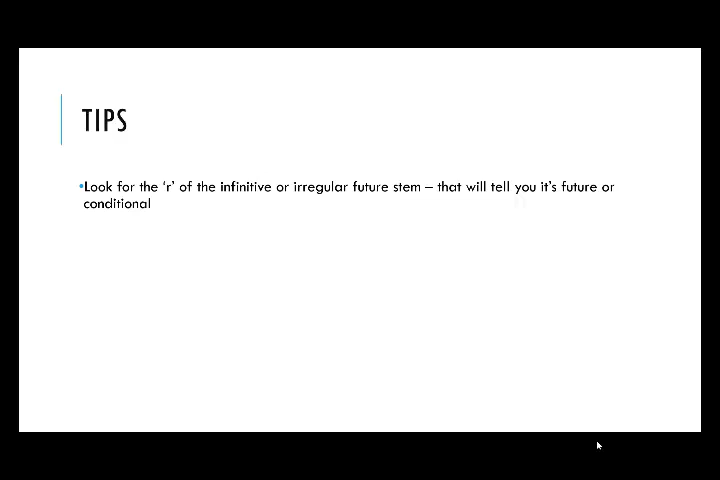 TIPS
•Look for the ‘r’ of the infinitive or irregular future stem – that will tell you it’s future or
conditional